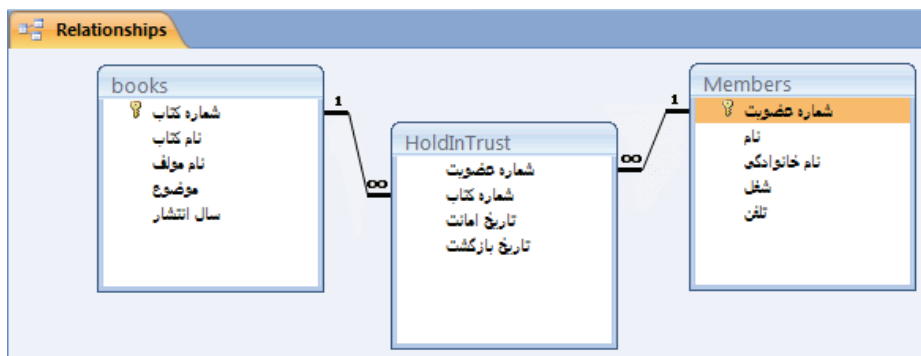 Relationships
books
شماره کتاب
نام کتاب
نام مولف
موضوع
سال انتشار
1
∞
HoldInTrust
شماره عضویت
شماره کتاب
تاریخ امانت
تاریخ بازگشت
∞
1
Members
شماره عضویت
نام
نام خانوادگی
شغل
تلفن